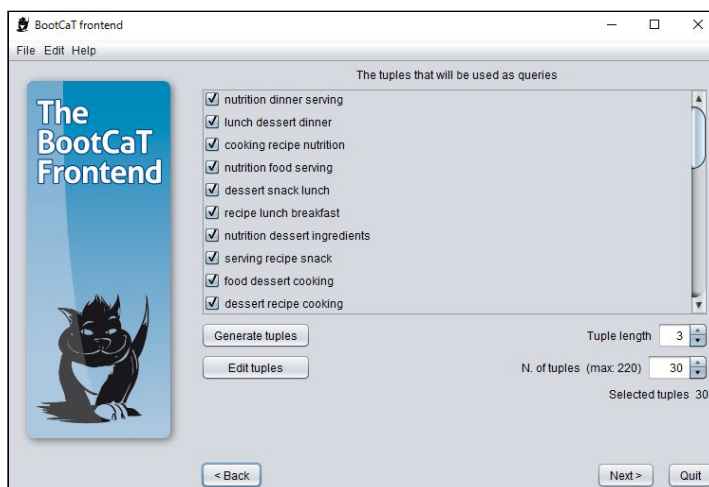 BootCaT frontend
File Edit Help
The
BootCaT
Frontend
The tuples that will be used as queries
nutrition dinner serving
lunch dessert dinner
cooking recipe nutrition
nutrition food serving
dessert snack lunch
recipe lunch breakfast
nutrition dessert ingredients
serving recipe snack
food dessert cooking
dessert recipe cooking
Generate tuples
Tuple length 3
Edit tuples
N. of tuples (max: 220) 30
Selected tuples 30
< Back
Next >
Quit